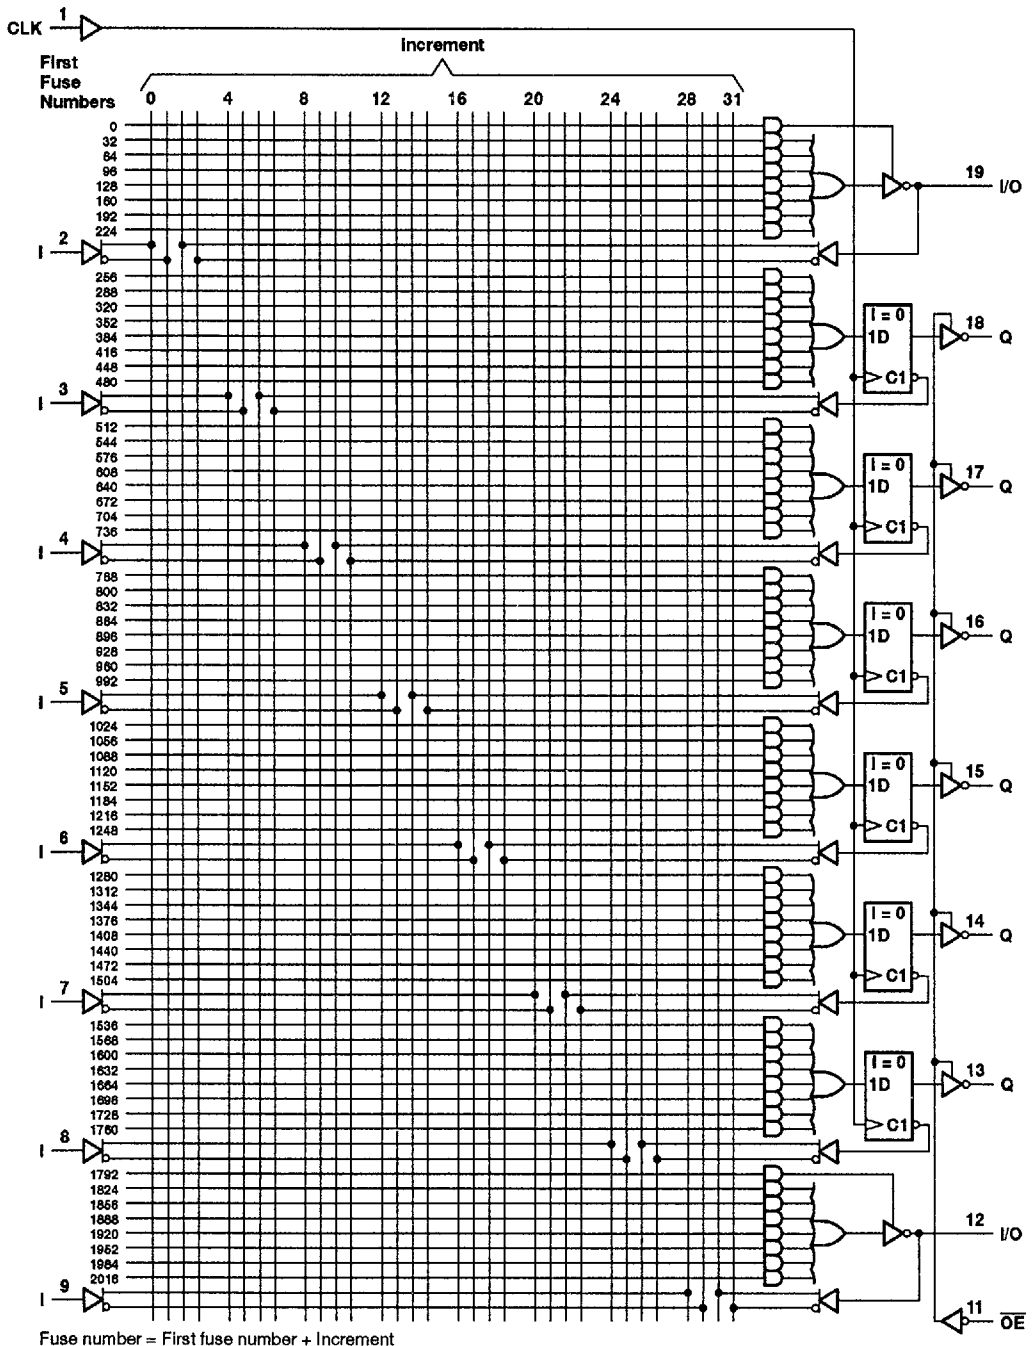 CLK 1
Increment
First
Fuse
Numbers
0 4 8 12 16 20 24 28 31
0
32
64
96
128
160
192
224
19 I/O
I 2
256
288
320
352
384
416
448
480
I = 0
1D
C1
18 Q
I 3
512
544
576
608
640
672
704
736
I = 0
1D
C1
17 Q
I 4
768
800
832
864
896
928
960
992
I = 0
1D
C1
16 Q
I 5
1024
1056
1088
1120
1152
1184
1216
1248
I = 0
1D
C1
15 Q
I 6
1280
1312
1344
1376
1408
1440
1472
1504
I = 0
1D
C1
14 Q
I 7
1536
1568
1600
1632
1664
1696
1728
1760
I = 0
1D
C1
13 Q
I 8
1792
1824
1856
1888
1920
1952
1984
2016
12 I/O
I 9
11 O̅E̅
Fuse number = First fuse number + Increment